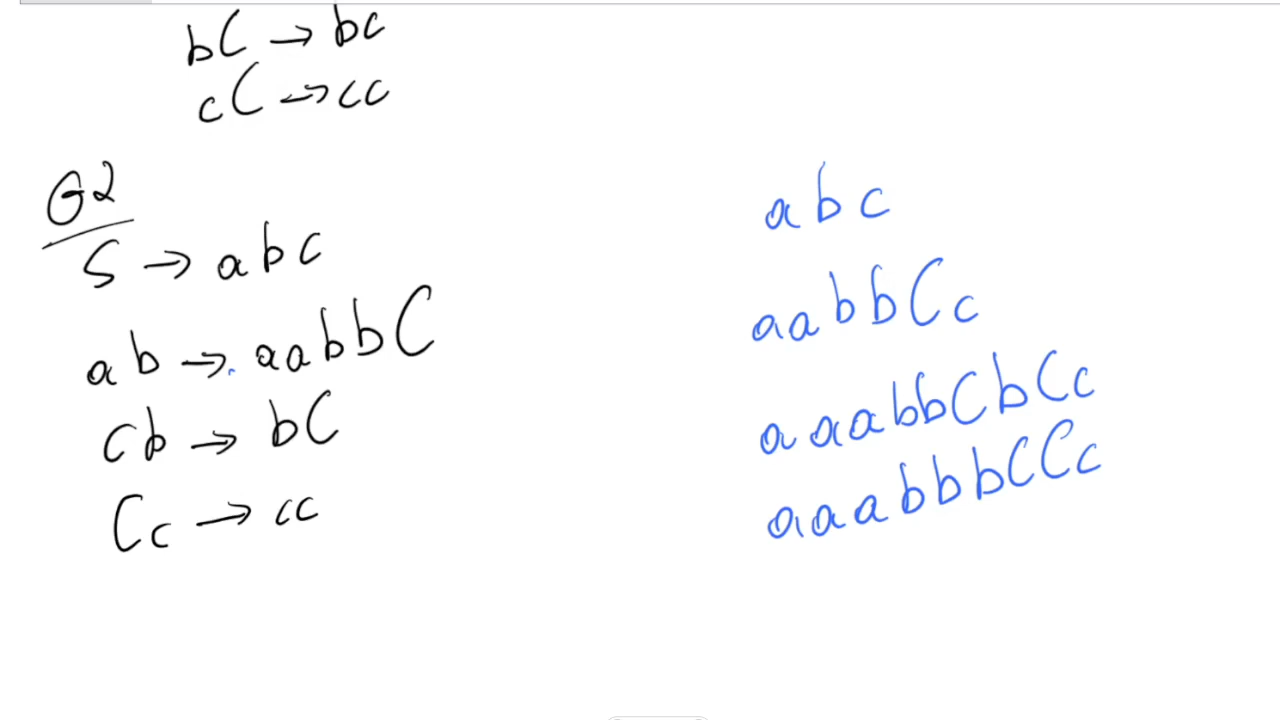 bC → bc
cC → cc
G2
S → abc
ab → aabbC
Cb → bC
Cc → cc
abc
aabbCc
aaabbCbCc
aaabbbCCc